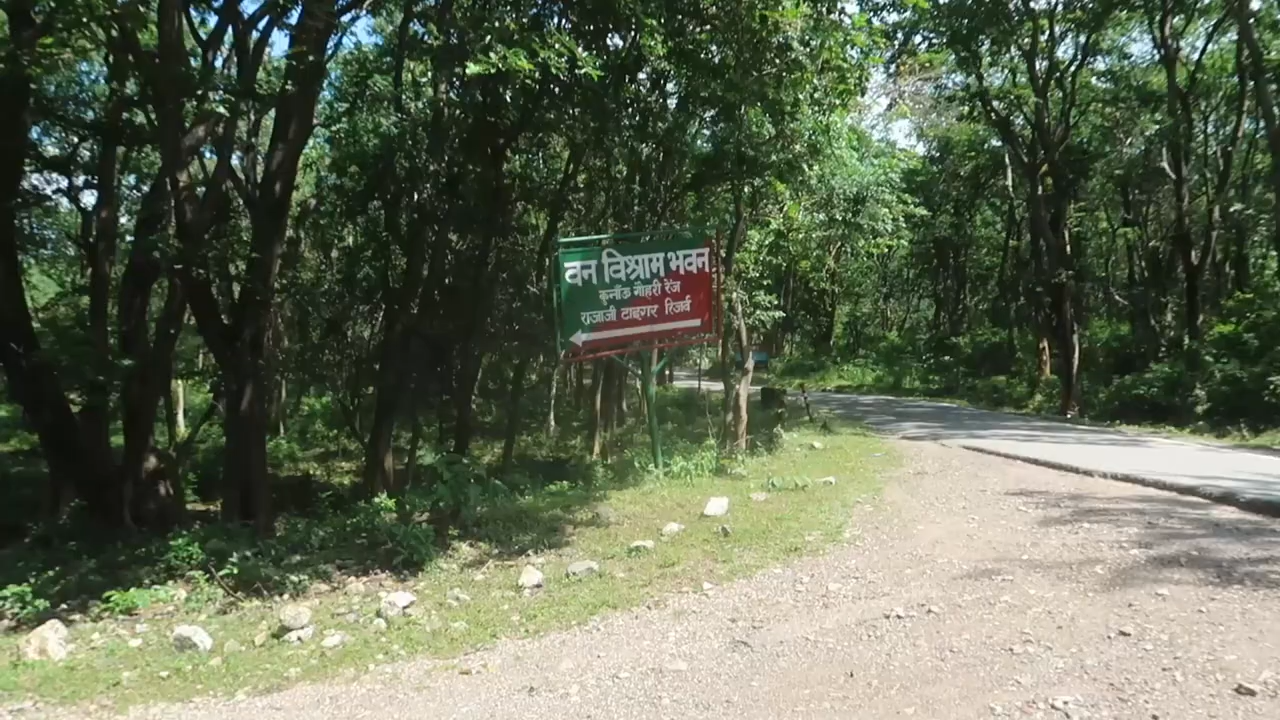 वन विश्राम भवन
कुनाँऊ गौहरी रेंज
राजाजी टाइगर रिजर्व